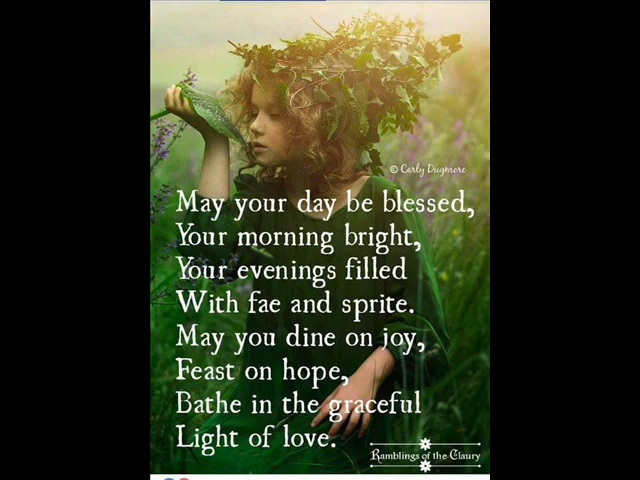 © Carly Dugmore
May your day be blessed,
Your morning bright,
Your evenings filled
With fae and sprite.
May you dine on joy,
Feast on hope,
Bathe in the graceful
Light of love.
Ramblings of the Claury